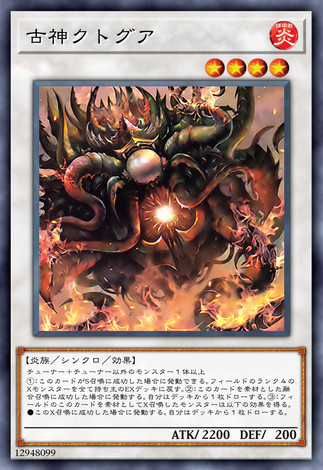 古神クトグア
炎
【炎族/シンクロ/効果】
チューナー+チューナー以外のモンスター1体以上
①:このカードがS召喚に成功した場合に発動できる。フィールドのランク4の
Xモンスターを全て持ち主のEXデッキに戻す。②:このカードを素材とした融
合召喚に成功した場合に発動する。自分はデッキから1枚ドローする。③:フィ
ールドのこのカードを素材としてX召喚したモンスターは以下の効果を得る。
●このX召喚に成功した場合に発動する。自分はデッキから1枚ドローする。
ATK/ 2200 DEF/ 200
12948099